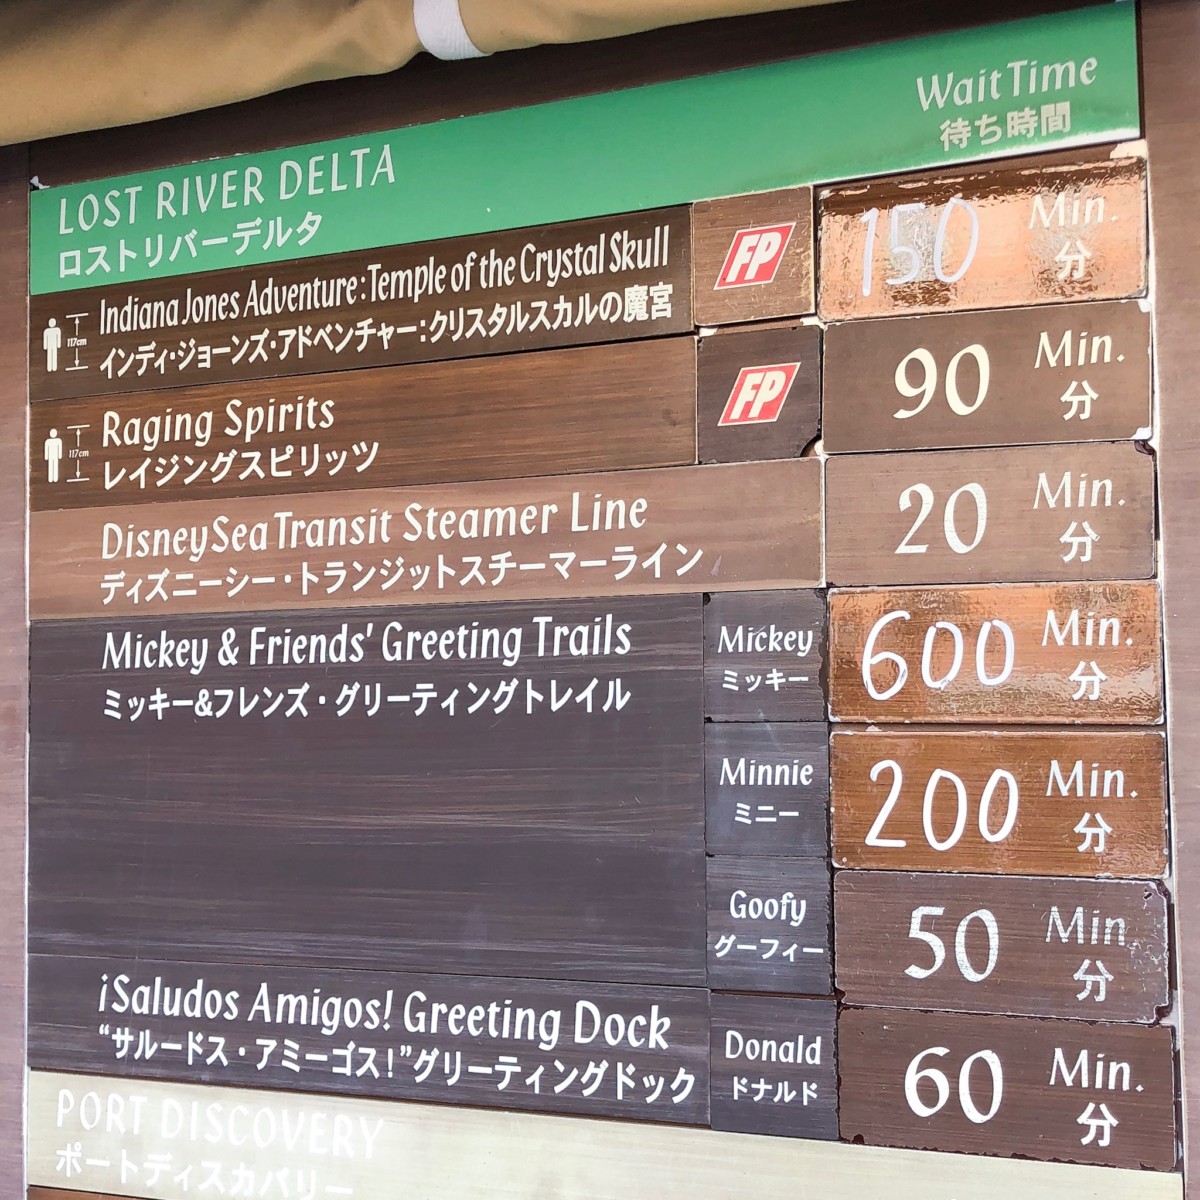 Wait Time
待ち時間
LOST RIVER DELTA
ロストリバーデルタ
117cm
Indiana Jones Adventure: Temple of the Crystal Skull
インディ・ジョーンズ・アドベンチャー:クリスタルスカルの魔宮
FP
150 Min.
分
117cm
Raging Spirits
レイジングスピリッツ
FP
90 Min.
分
DisneySea Transit Steamer Line
ディズニーシー・トランジットスチーマーライン
20 Min.
分
Mickey & Friends' Greeting Trails
ミッキー&フレンズ・グリーティングトレイル
Mickey
ミッキー
600 Min.
分
Minnie
ミニー
200 Min.
分
Goofy
グーフィー
50 Min.
分
¡Saludos Amigos! Greeting Dock
“サルードス・アミーゴス!”グリーティングドック
Donald
ドナルド
60 Min.
分
PORT DISCOVERY
ポートディスカバリー